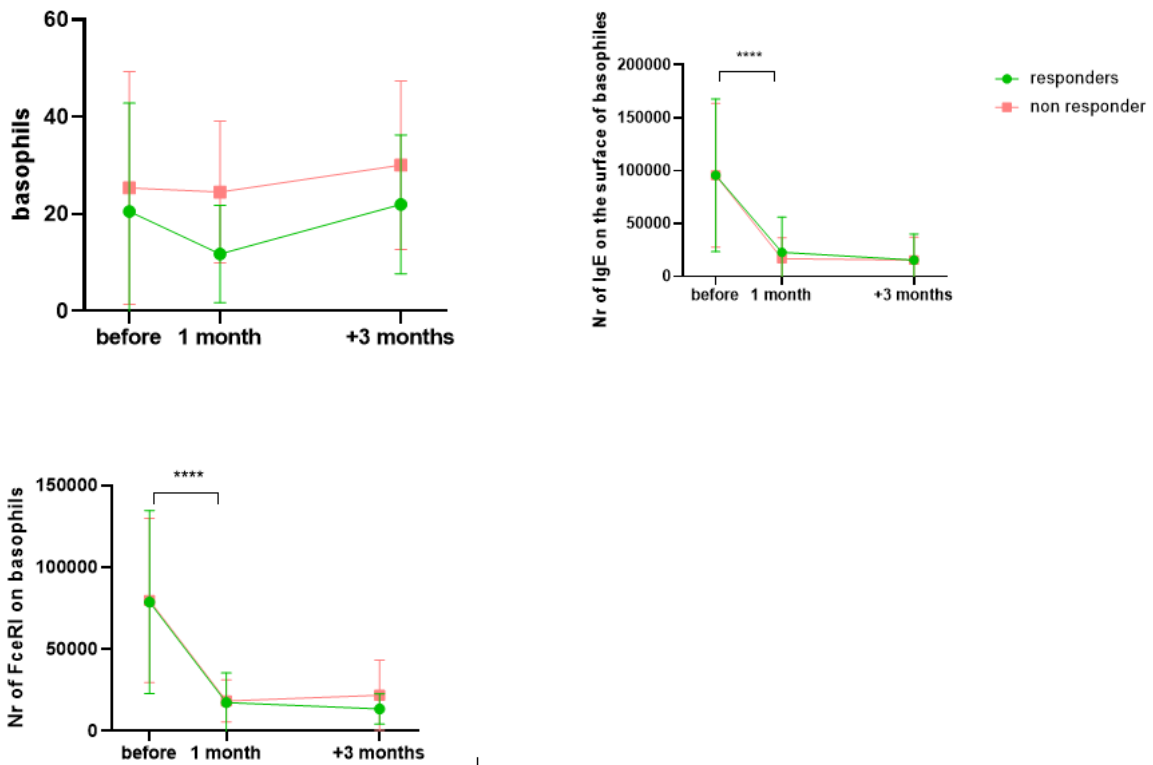 60
40
20
0
basophils
before 1 month +3 months
****
200000
150000
100000
50000
0
Nr of IgE on the surface of basophiles
before 1 month +3 months
responders
non responder
****
150000
100000
50000
0
Nr of FceRI on basophils
before 1 month +3 months